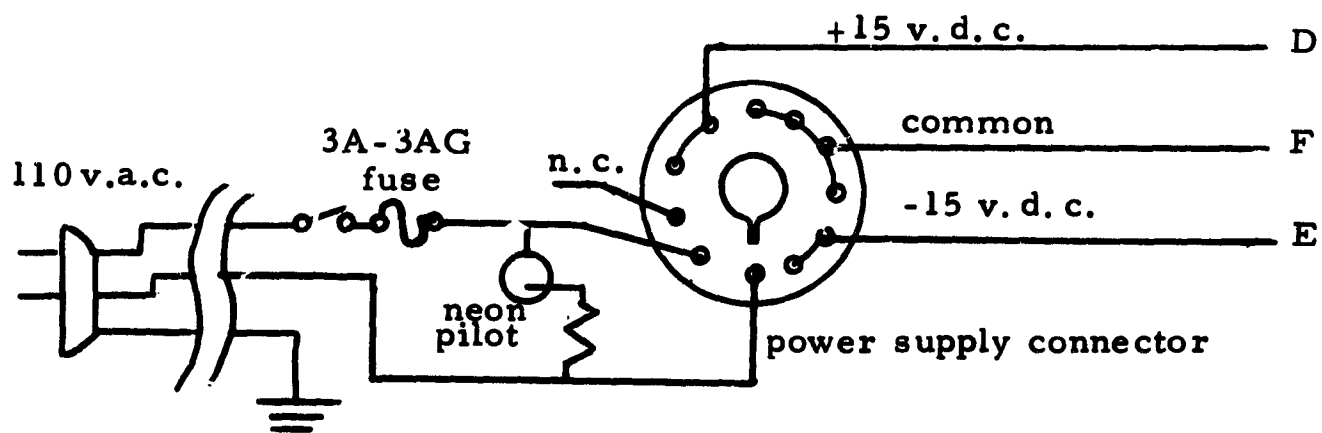 +15 v. d. c.
D
common
F
3A-3AG
fuse
n. c.
110 v.a.c.
-15 v. d. c.
E
neon
pilot
power supply connector